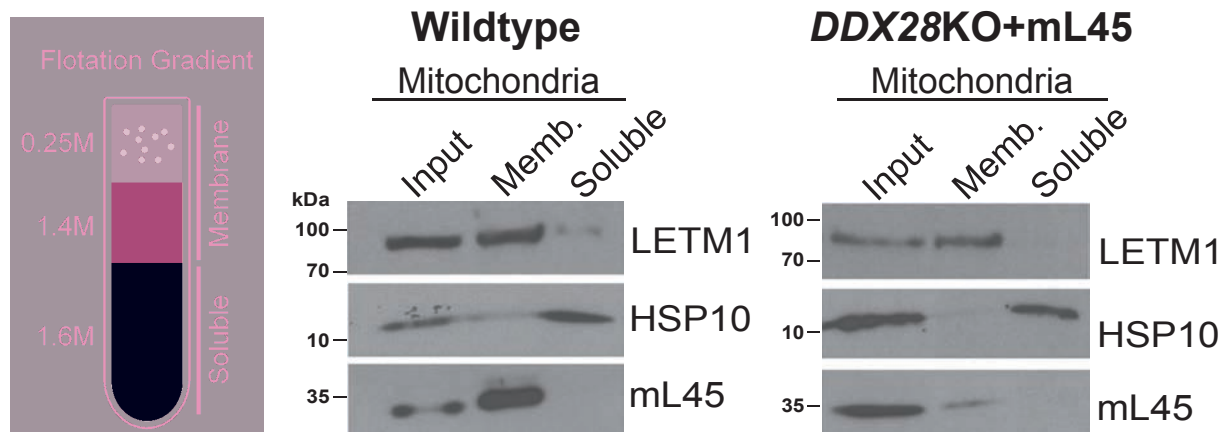 Flotation Gradient
0.25M
1.4M
1.6M
Membrane
Soluble
Wildtype
Mitochondria
Input
Memb.
Soluble
kDa
100
70
LETM1
10
HSP10
35
mL45
DDX28KO+mL45
Mitochondria
Input
Memb.
Soluble
100
70
LETM1
10
HSP10
35
mL45